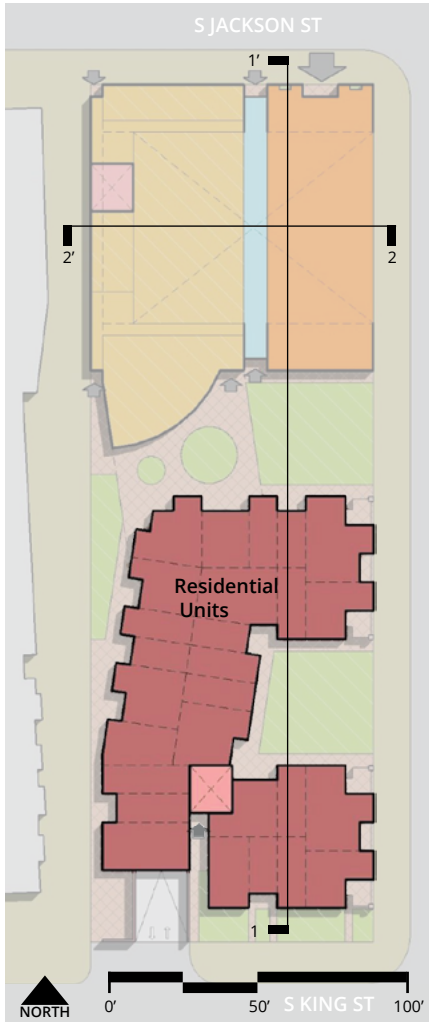 S JACKSON ST
1’
2’
2
Residential
Units
1
NORTH
0’
50’
S KING ST
100’